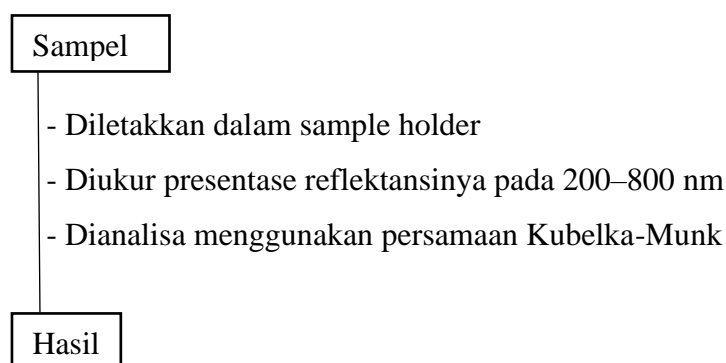 Sampel
- Diletakkan dalam sample holder
- Diukur presentase reflektansinya pada 200–800 nm
- Dianalisa menggunakan persamaan Kubelka-Munk
Hasil